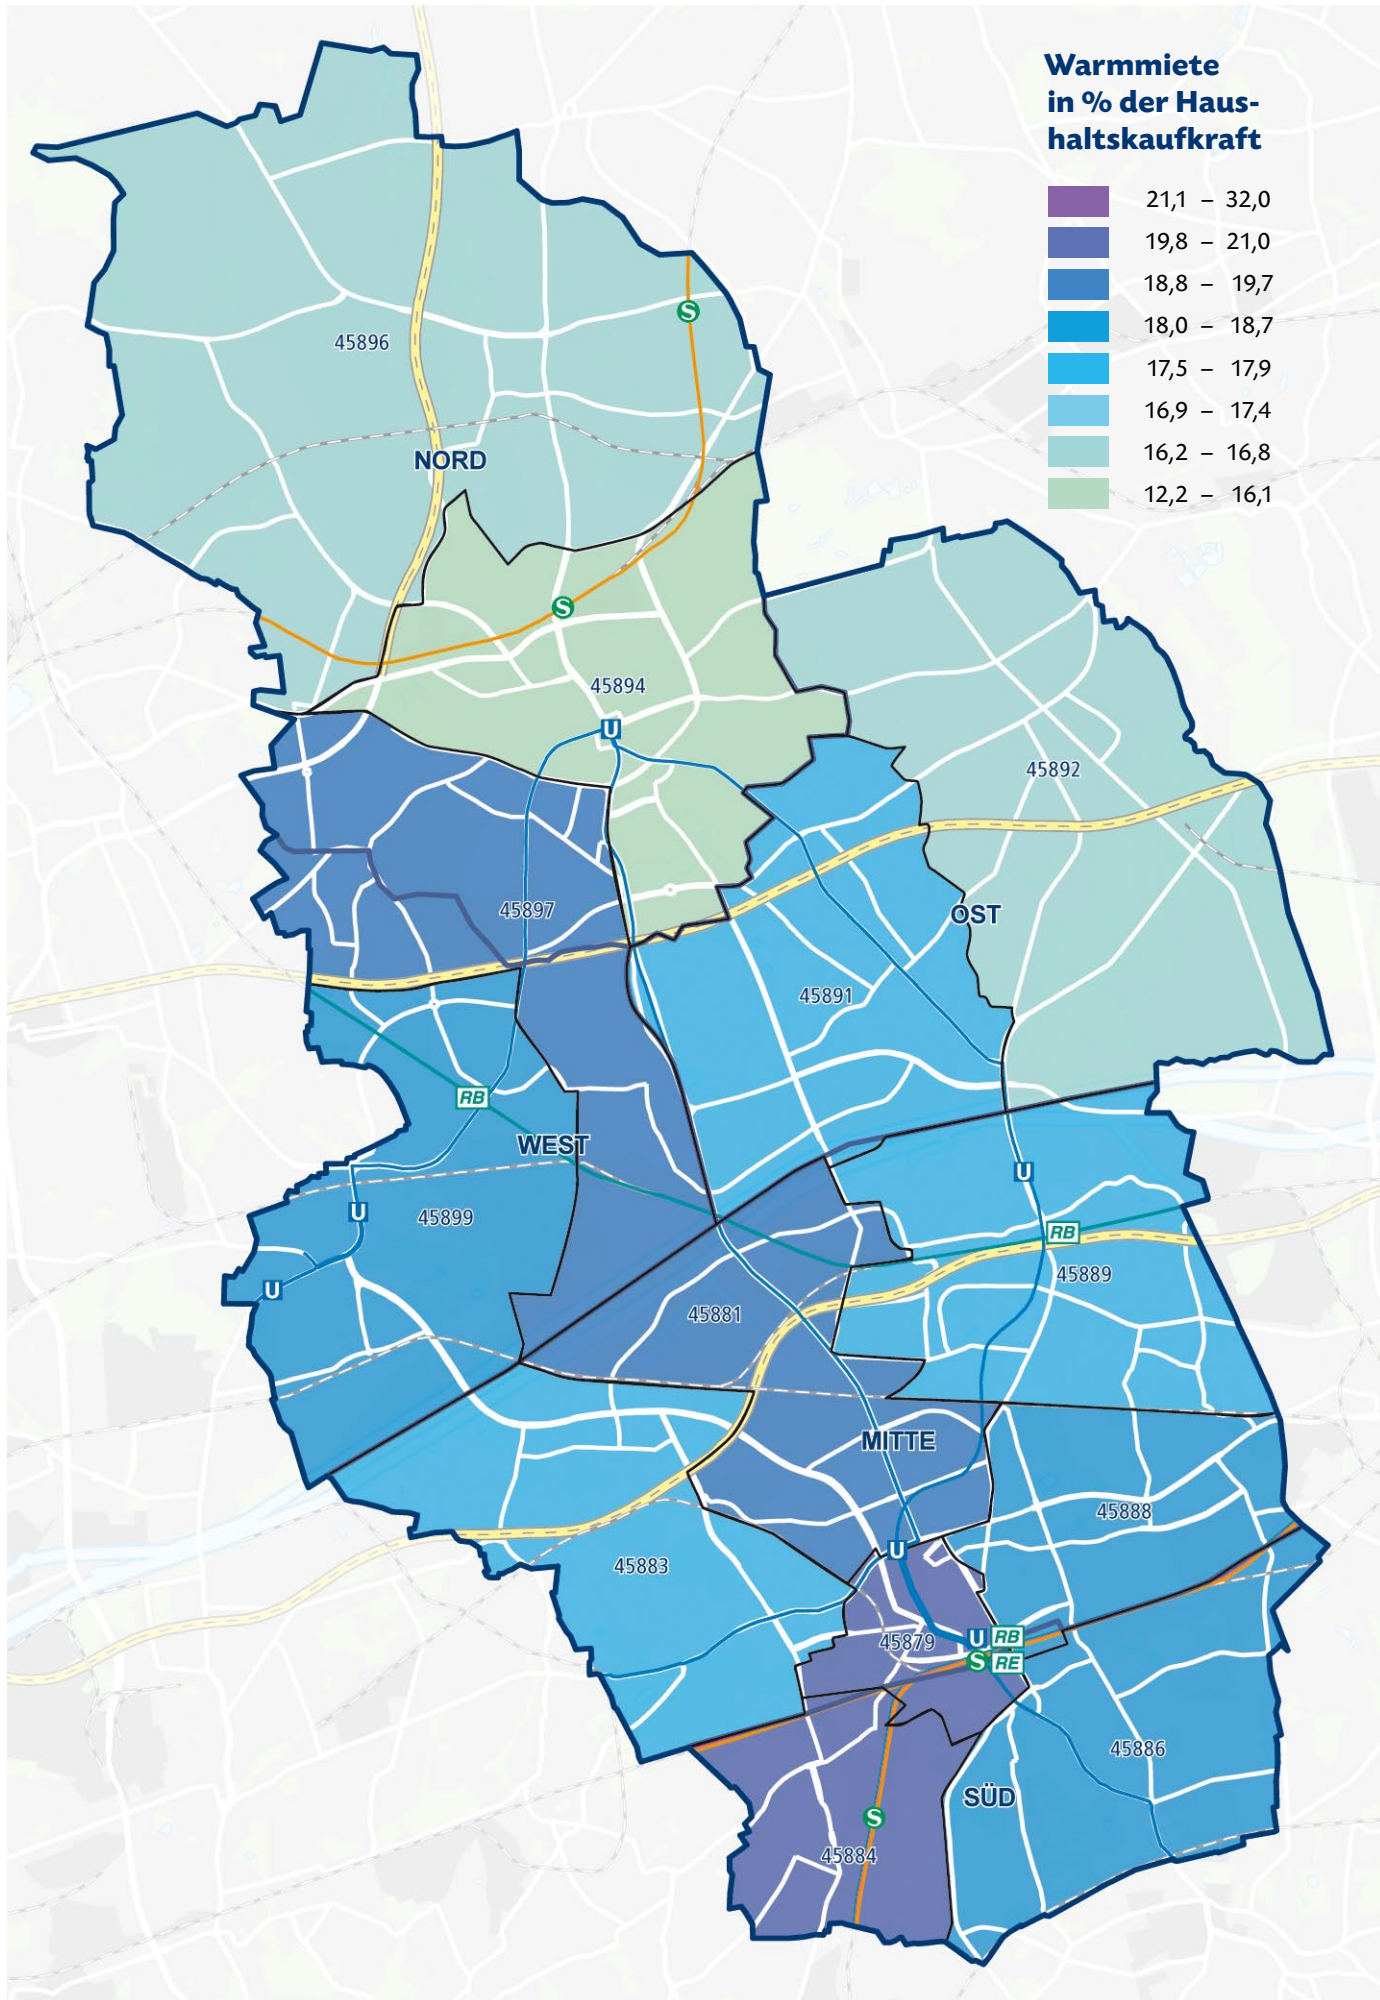 Warmmiete
in % der Haus-
haltskaufkraft
21,1 – 32,0
19,8 – 21,0
18,8 – 19,7
18,0 – 18,7
17,5 – 17,9
16,9 – 17,4
16,2 – 16,8
12,2 – 16,1
S
45896
NORD
S
45894
U
45892
45897
OST
45891
RB
WEST
U
45899
U
RB
45889
U
45881
MITTE
45888
U
45883
45879
U RB
S RE
45886
SÜD
S
45884